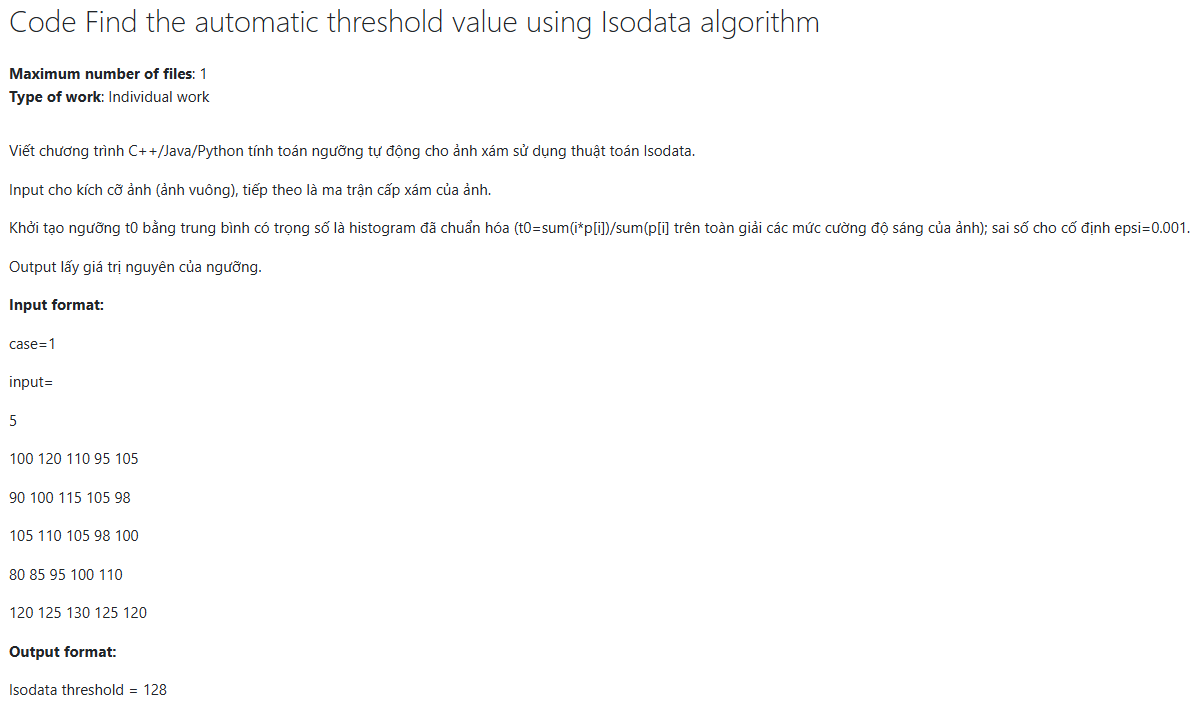 Code Find the automatic threshold value using Isodata algorithm
Maximum number of files: 1
Type of work: Individual work
Viết chương trình C++/Java/Python tính toán ngưỡng tự động cho ảnh xám sử dụng thuật toán Isodata.
Input cho kích cỡ ảnh (ảnh vuông), tiếp theo là ma trận cấp xám của ảnh.
Khởi tạo ngưỡng t0 bằng trung bình có trọng số là histogram đã chuẩn hóa (t0=sum(i*p[i])/sum(p[i] trên toàn giải các mức cường độ sáng của ảnh); sai số cho cố định epsi=0.001.
Output lấy giá trị nguyên của ngưỡng.
Input format:
case=1
input=
5
100 120 110 95 105
90 100 115 105 98
105 110 105 98 100
80 85 95 100 110
120 125 130 125 120
Output format:
Isodata threshold = 128